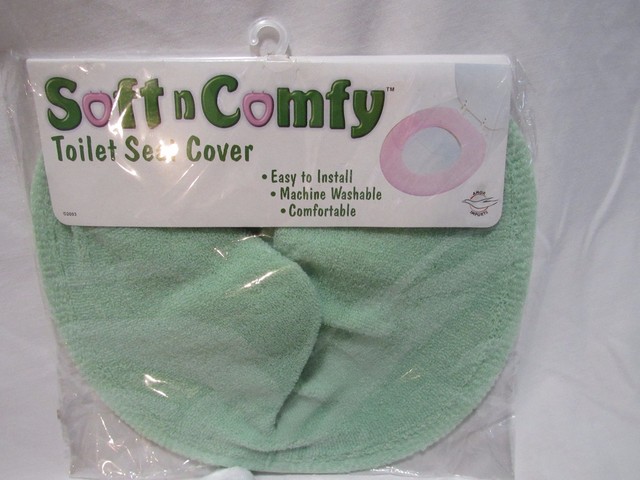 Soft n Comfy™
Toilet Seat Cover
• Easy to Install
• Machine Washable
• Comfortable